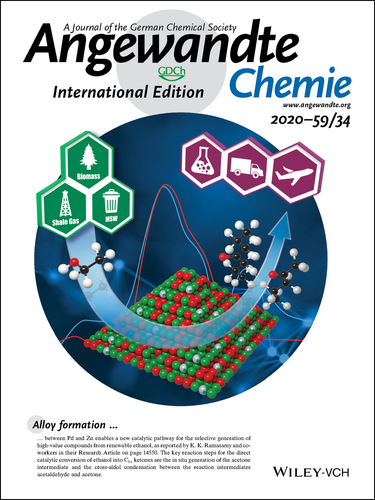 A Journal of the German Chemical Society
Angewandte
GDCh
International Edition
Chemie
www.angewandte.org
2020–59/34
Biomass
Shale Gas
MSW
Alloy formation ...
... between Pd and Zn enables a new catalytic pathway for the selective generation of
high-value compounds from renewable ethanol, as reported by K. K. Ramasamy and co-
workers in their Research Article on page 14550. The key reaction steps for the direct
catalytic conversion of ethanol into C₅₊ ketones are the in situ generation of the acetone
intermediate and the cross-aldol condensation between the reaction intermediates
acetaldehyde and acetone.
WILEY-VCH